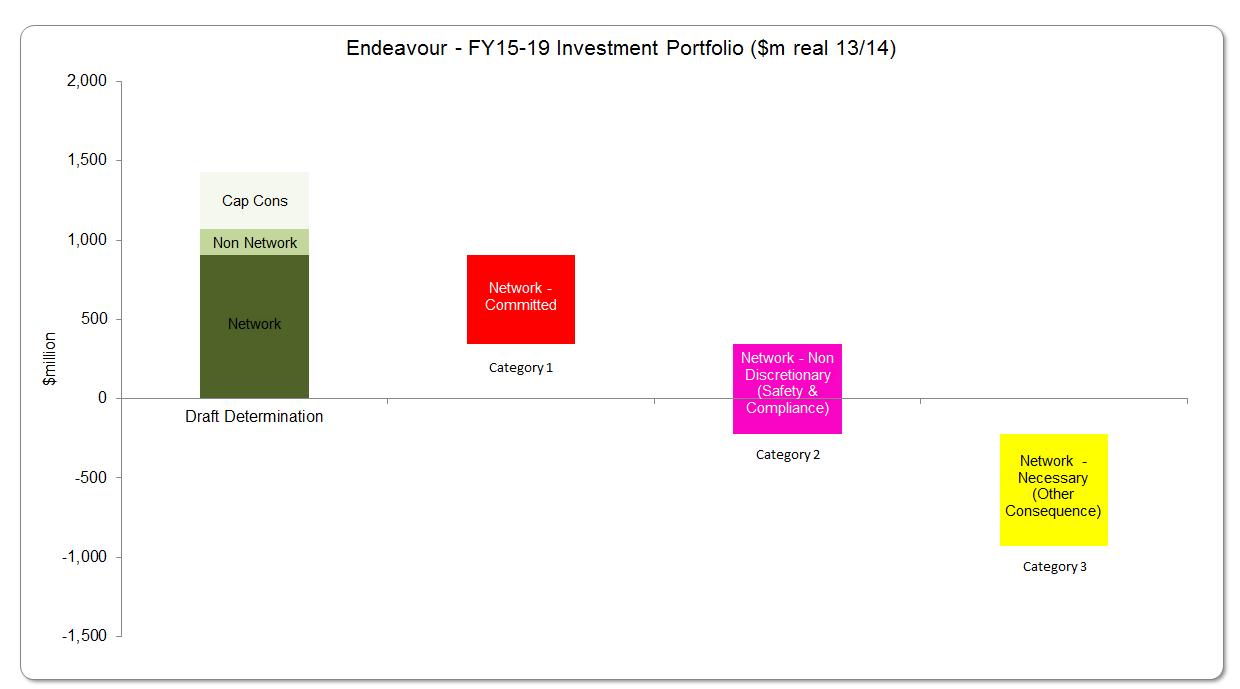 Endeavour - FY15-19 Investment Portfolio ($m real 13/14)
2,000
1,500
1,000
500
0
-500
-1,000
-1,500
$million
Cap Cons
Non Network
Network
Draft Determination
Network -
Committed
Category 1
Network - Non
Discretionary
(Safety &
Compliance)
Category 2
Network -
Necessary
(Other
Consequence)
Category 3